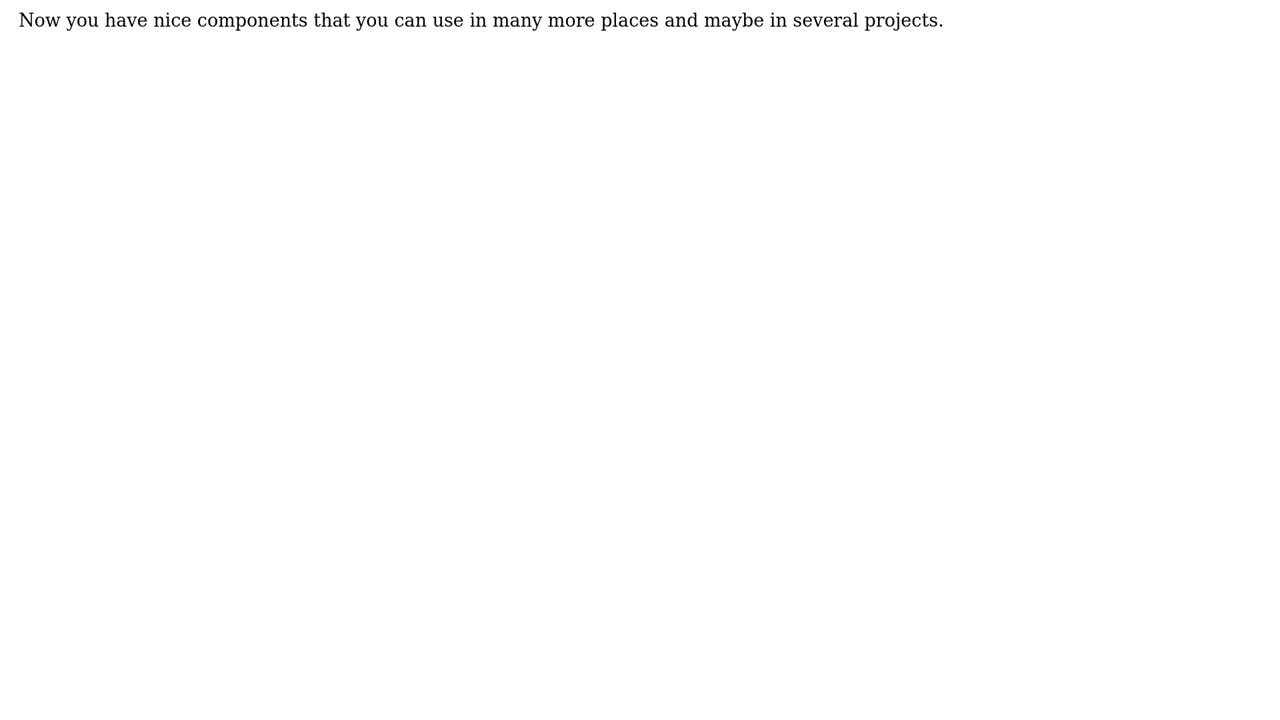 Now you have nice components that you can use in many more places and maybe in several projects.